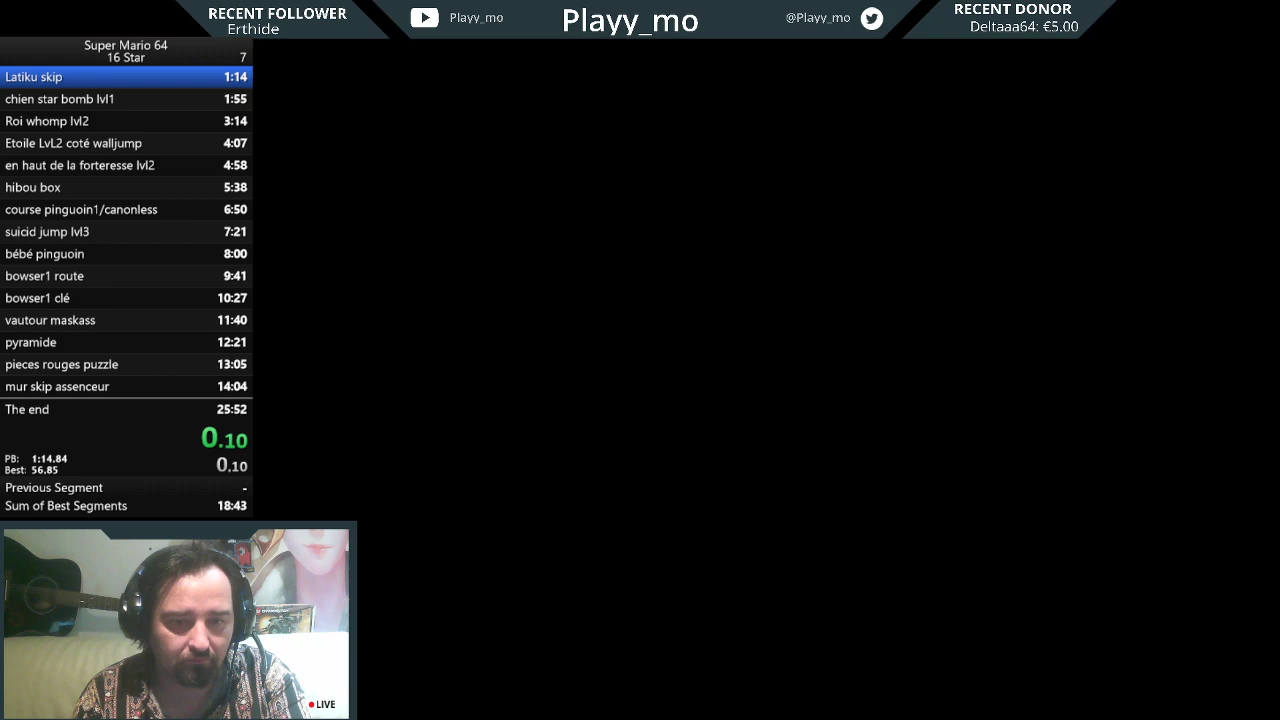 RECENT FOLLOWER
Erthide
Playy_mo
Playy_mo
@Playy_mo
RECENT DONOR
Deltaaa64: €5.00
Super Mario 64
16 Star 7
Latiku skip 1:14
chien star bomb lvl1 1:55
Roi whomp lvl2 3:14
Etoile LvL2 coté walljump 4:07
en haut de la forteresse lvl2 4:58
hibou box 5:38
course pinguoin1/canonless 6:50
suicid jump lvl3 7:21
bébé pinguoin 8:00
bowser1 route 9:41
bowser1 clé 10:27
vautour maskass 11:40
pyramide 12:21
pieces rouges puzzle 13:05
mur skip assenceur 14:04
The end 25:52
0.10
PB: 1:14.84
Best: 56.85
0.10
Previous Segment -
Sum of Best Segments 18:43
LIVE